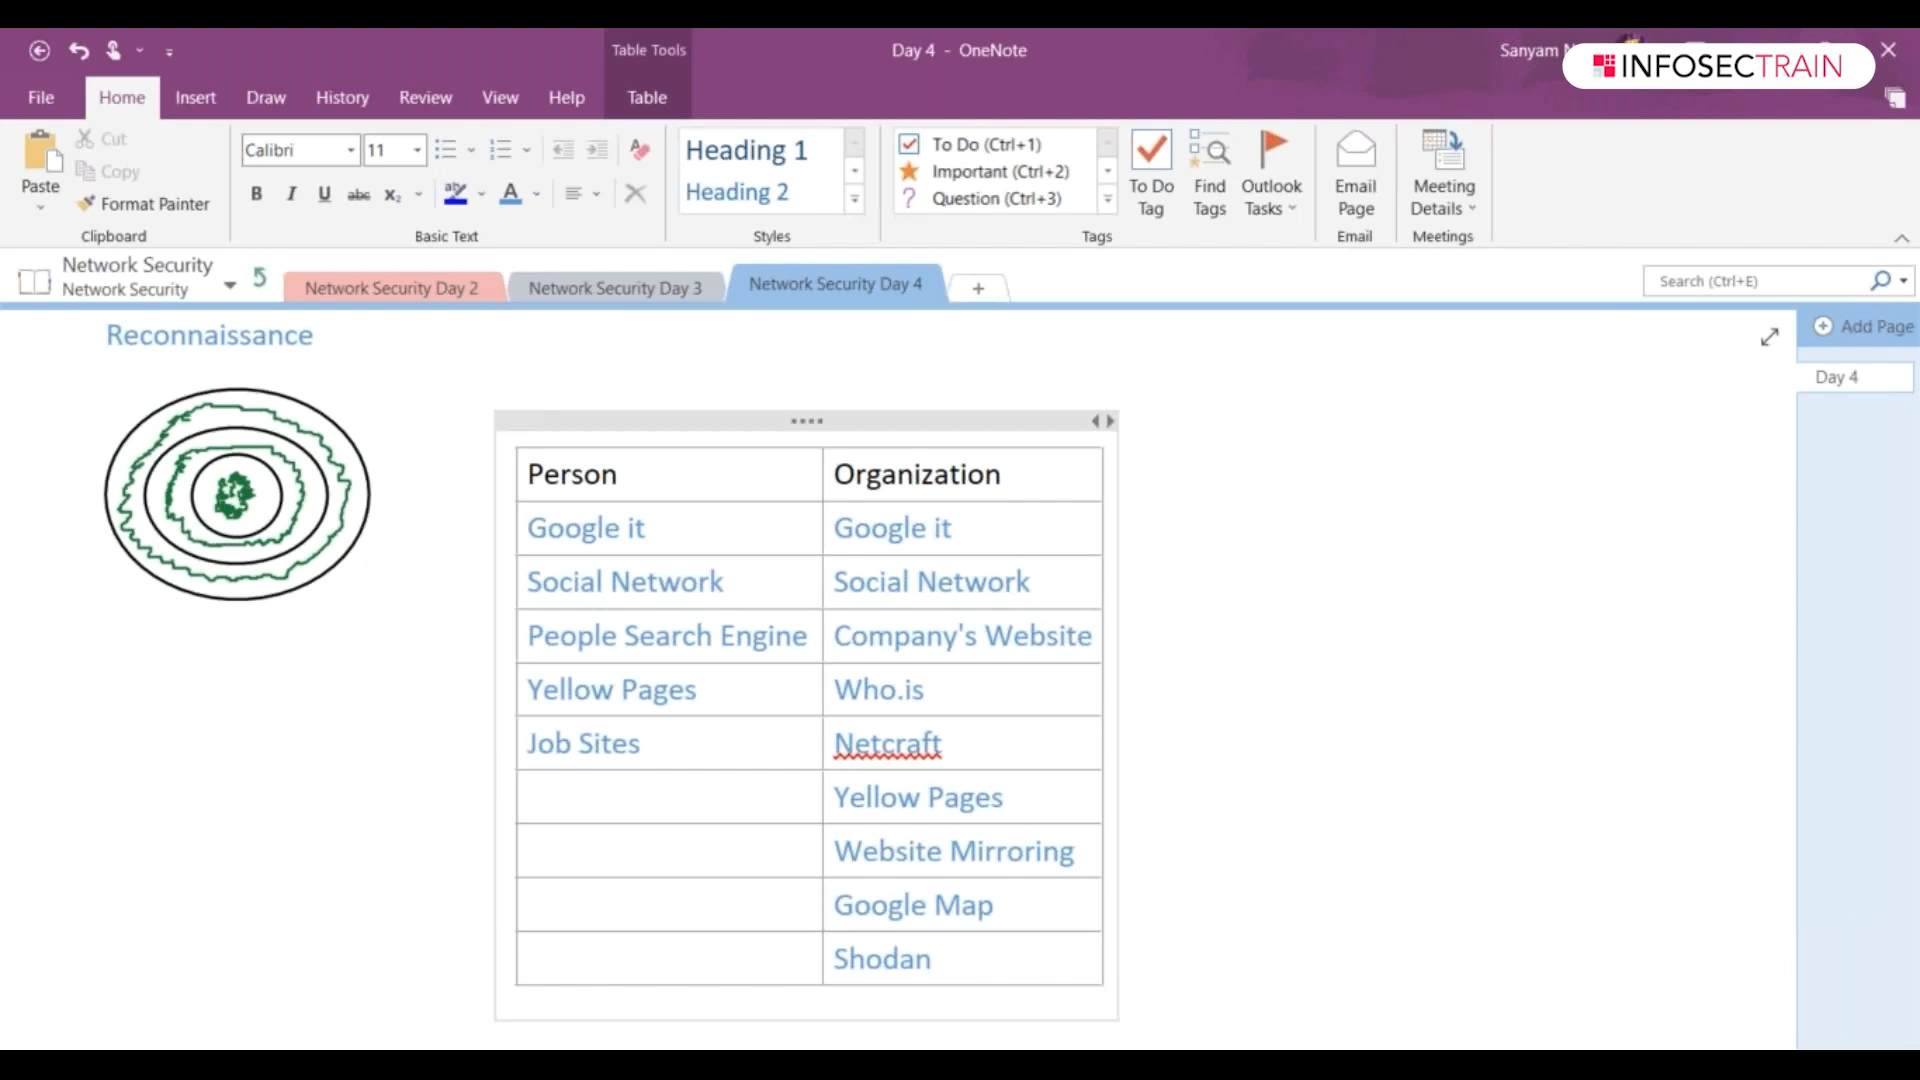 Table Tools
Day 4 - OneNote
Sanyam
INFOSECTRAIN
File Home Insert Draw History Review View Help Table
Paste
Cut
Copy
Format Painter
Clipboard
Calibri 11
B I U abc X₂ aby A
Basic Text
Heading 1
Heading 2
Styles
To Do (Ctrl+1)
Important (Ctrl+2)
Question (Ctrl+3)
Tags
To Do Tag
Find Tags
Outlook Tasks
Email Page
Email
Meeting Details
Meetings
Network Security
Network Security
Network Security Day 2
Network Security Day 3
Network Security Day 4
+
Search (Ctrl+E)
Add Page
Day 4
Reconnaissance
Person Organization
Google it Google it
Social Network Social Network
People Search Engine Company's Website
Yellow Pages Who.is
Job Sites Netcraft
Yellow Pages
Website Mirroring
Google Map
Shodan